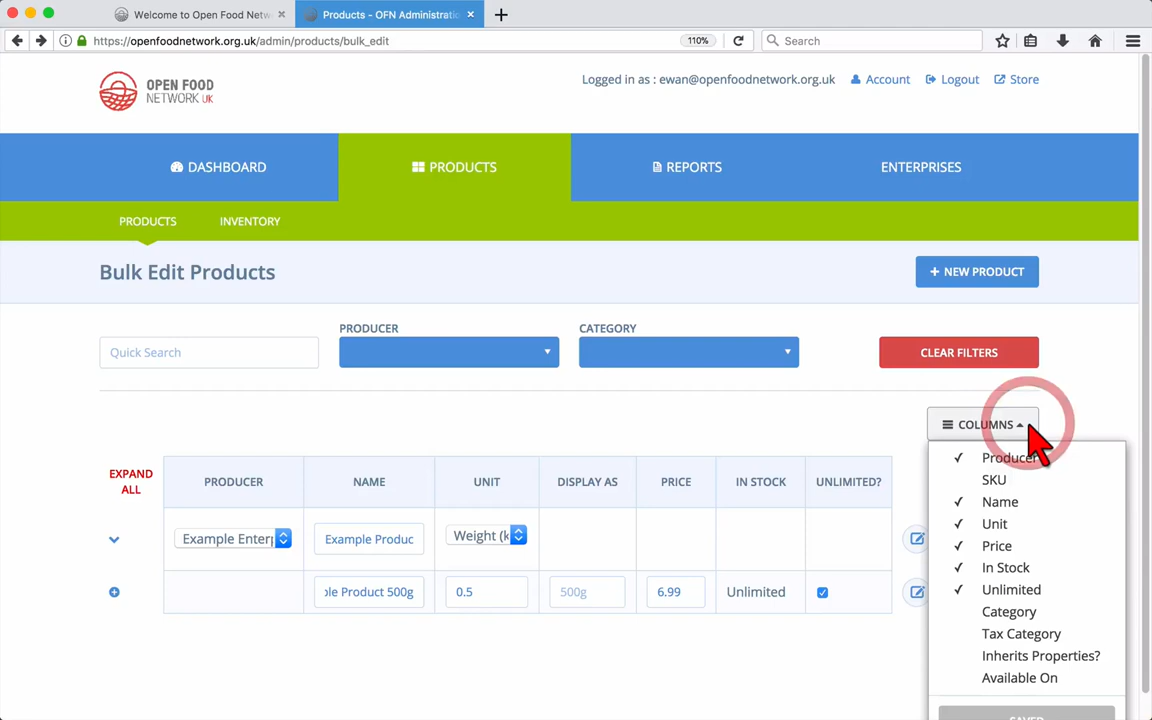 Welcome to Open Food Netw
Products - OFN Administratio
https://openfoodnetwork.org.uk/admin/products/bulk_edit
110%
Search
OPEN FOOD
NETWORK UK
Logged in as : ewan@openfoodnetwork.org.uk
Account
Logout
Store
DASHBOARD
PRODUCTS
REPORTS
ENTERPRISES
PRODUCTS
INVENTORY
Bulk Edit Products
+ NEW PRODUCT
PRODUCER
CATEGORY
Quick Search
CLEAR FILTERS
COLUMNS
Producer
SKU
Name
Unit
Price
In Stock
Unlimited
Category
Tax Category
Inherits Properties?
Available On
SAVED
EXPAND
ALL
PRODUCER
NAME
UNIT
DISPLAY AS
PRICE
IN STOCK
UNLIMITED?
Example Enterp
Example Produc
Weight (k
ple Product 500g
0.5
500g
6.99
Unlimited